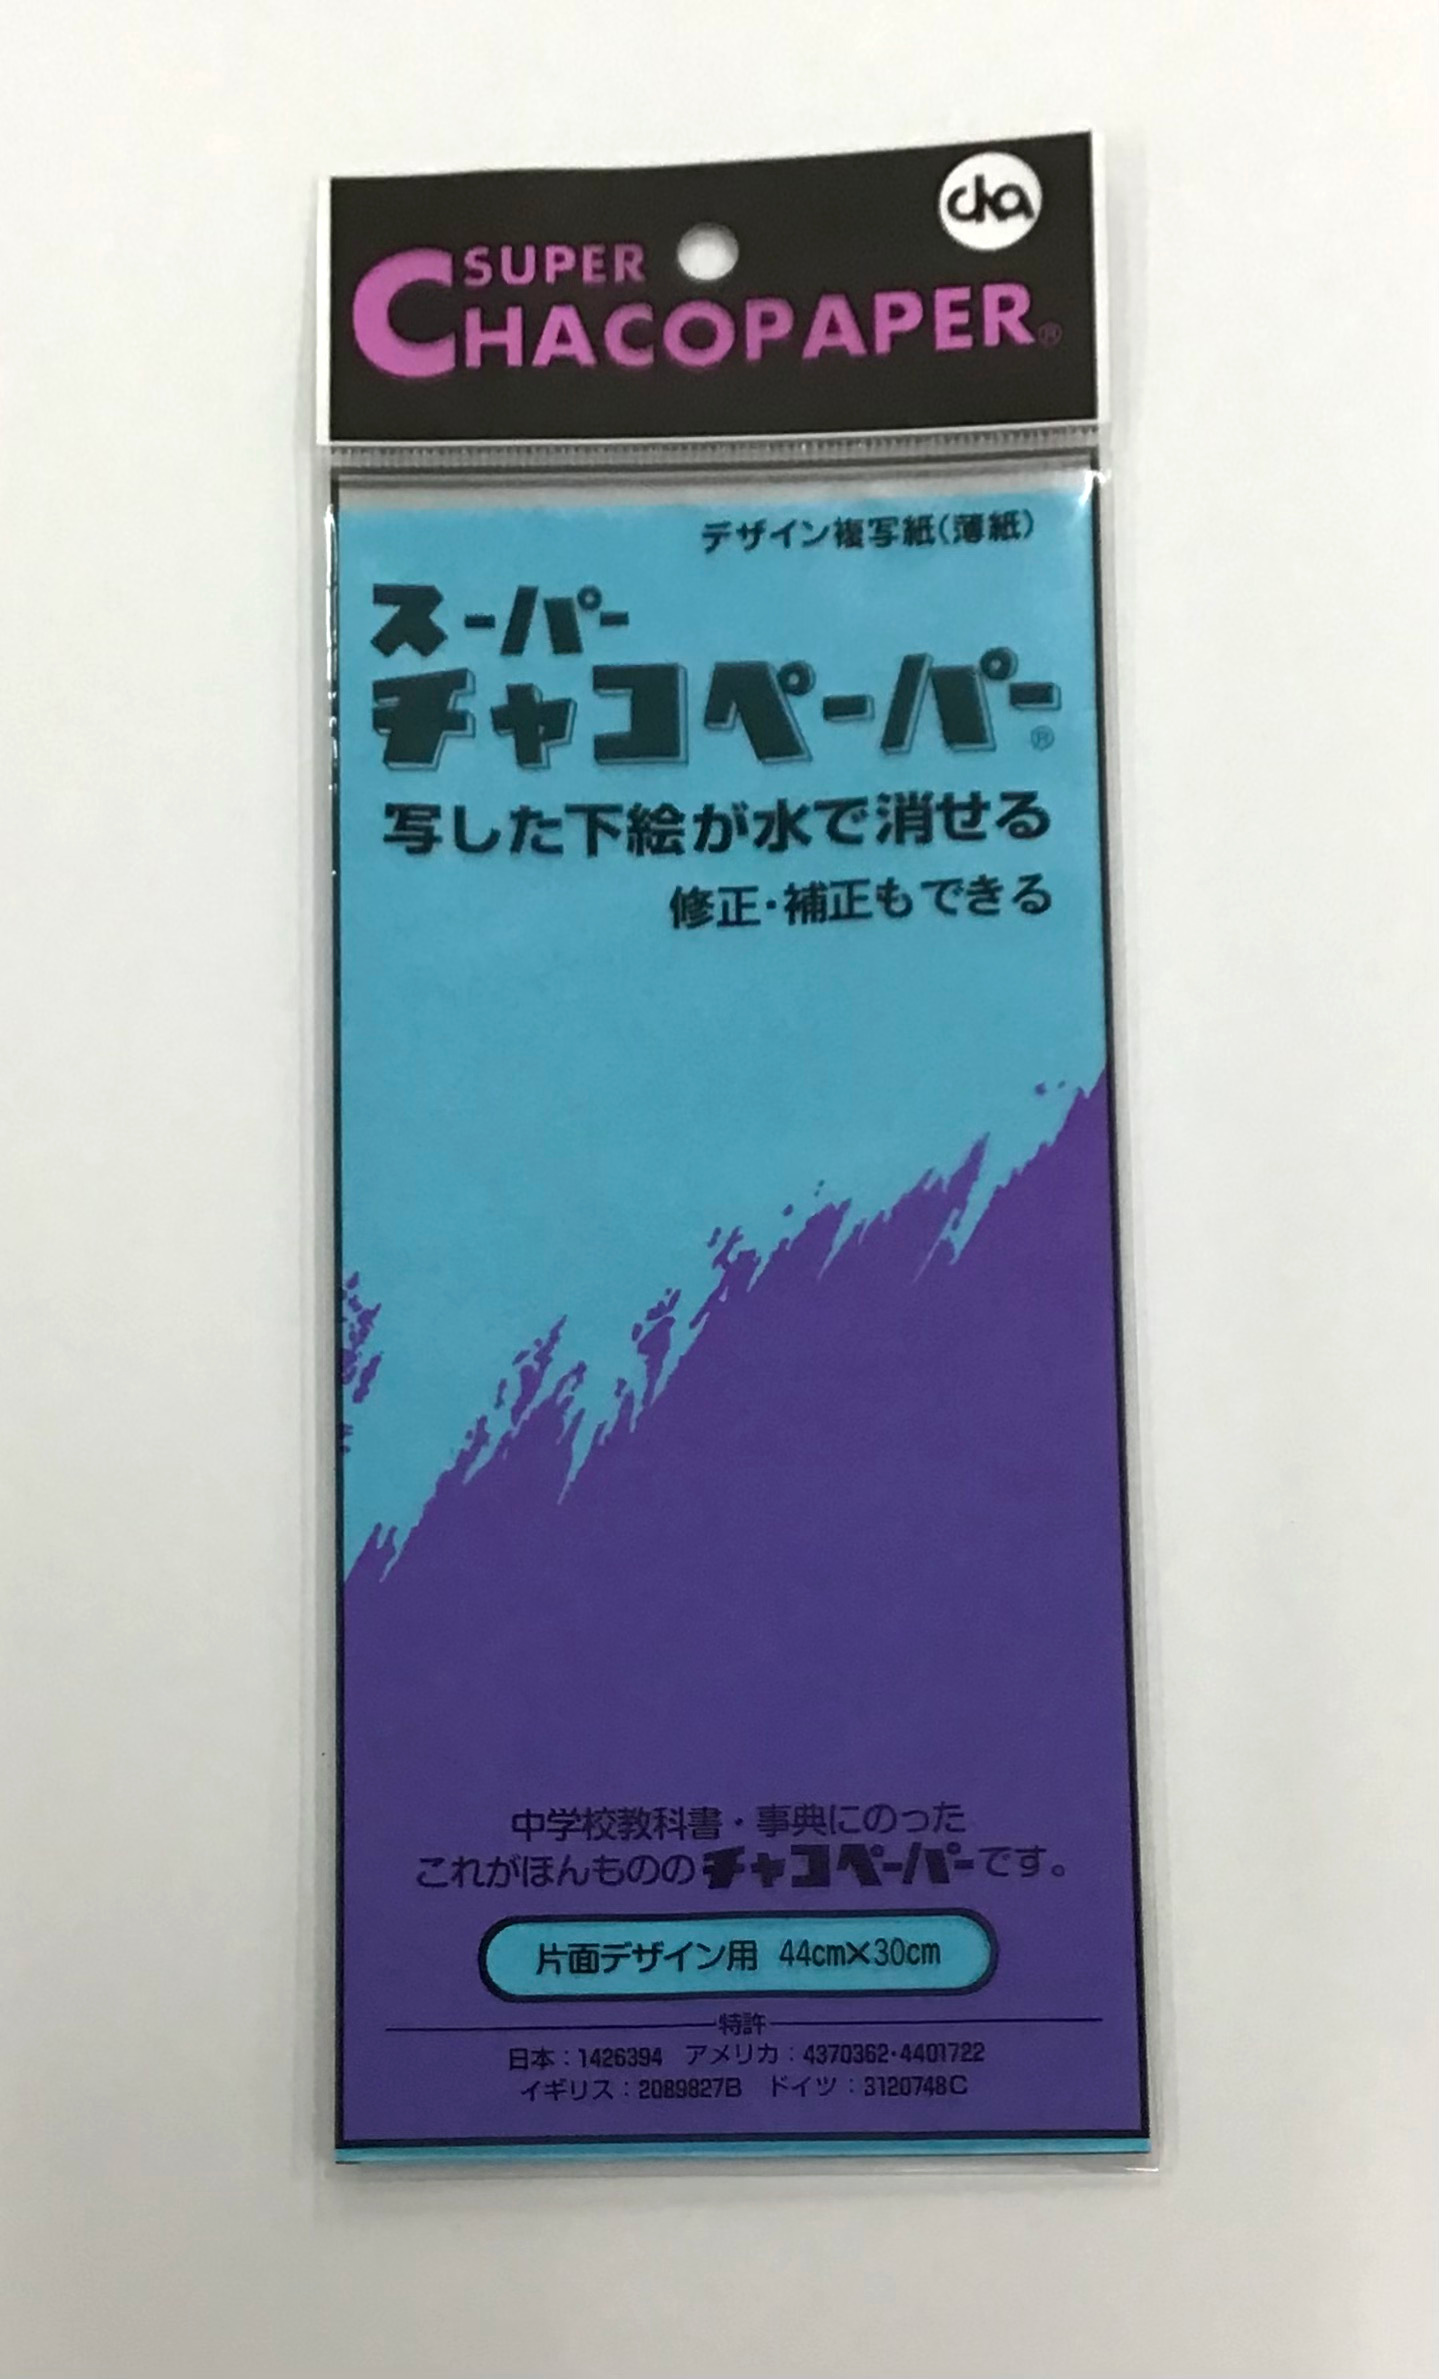 cha
SUPER
CHACOPAPER®
デザイン複写紙(薄紙)
スーパー
チャコペーパー®
写した下絵が水で消せる
修正・補正もできる
中学校教科書・事典にのった
これがほんもののチャコペーパーです。
片面デザイン用 44cm×30cm
特許
日本：1426394 アメリカ：4370362・4401722
イギリス：2089827B ドイツ：3120748C